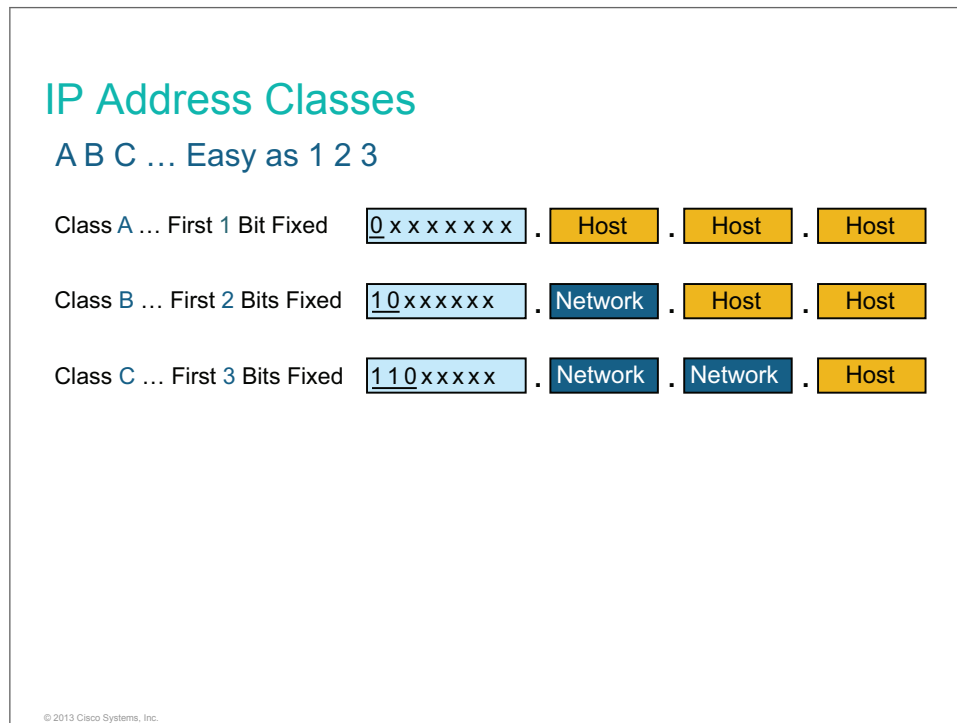 IP Address Classes
A B C … Easy as 1 2 3
Class A … First 1 Bit Fixed 0 x x x x x x x . Host . Host . Host
Class B … First 2 Bits Fixed 1 0 x x x x x x . Network . Host . Host
Class C … First 3 Bits Fixed 1 1 0 x x x x x . Network . Network . Host
© 2013 Cisco Systems, Inc.